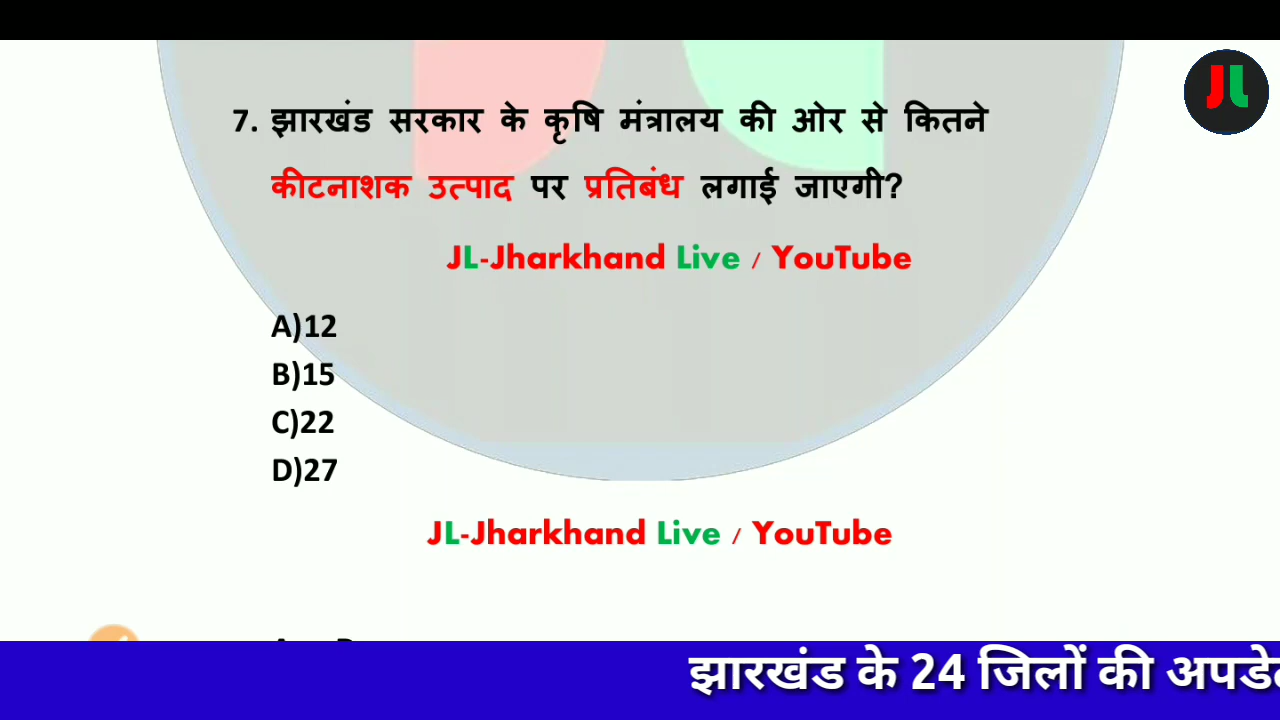 JL
7. झारखंड सरकार के कृषि मंत्रालय की ओर से कितने
कीटनाशक उत्पाद पर प्रतिबंध लगाई जाएगी?
JL-Jharkhand Live / YouTube
A)12
B)15
C)22
D)27
JL-Jharkhand Live / YouTube
झारखंड के 24 जिलों की